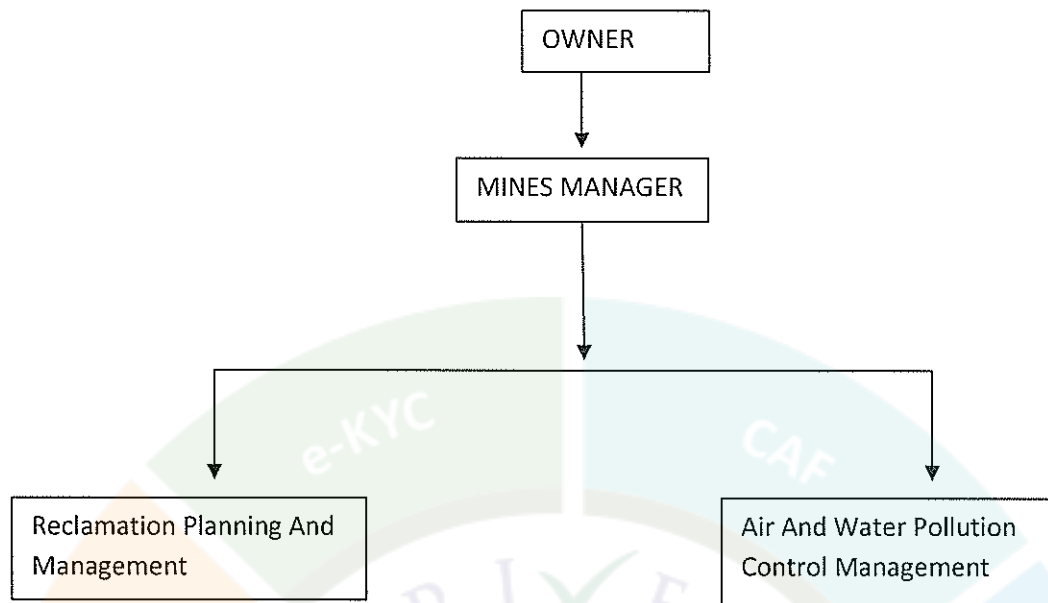 OWNER
MINES MANAGER
e-KYC
CAF
Reclamation Planning And
Management
Air And Water Pollution
Control Management